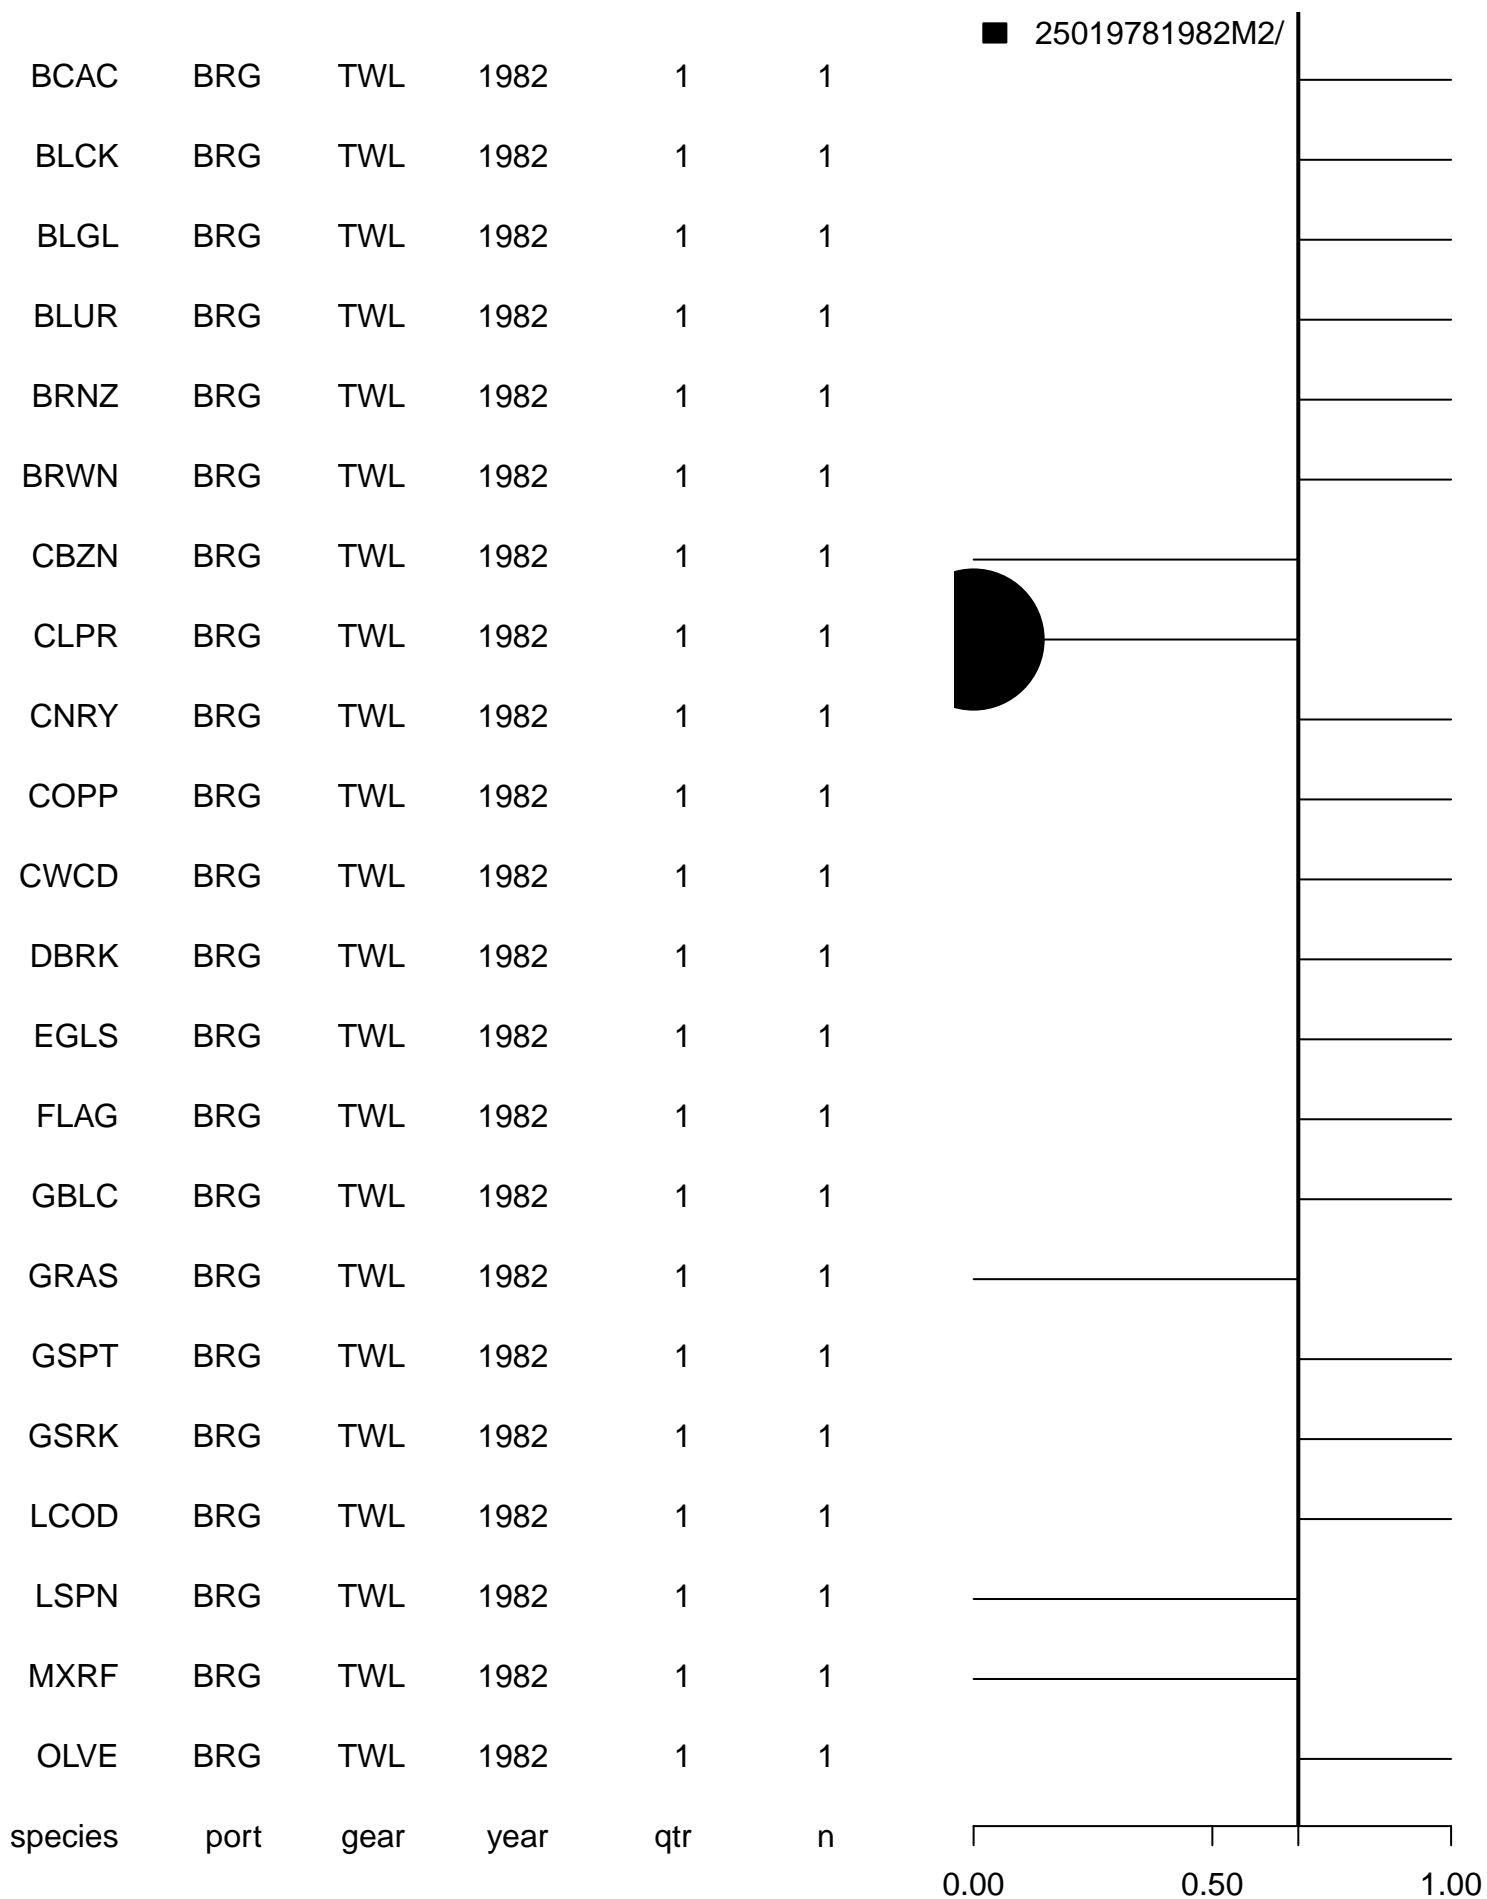 25019781982M2/
BCAC BRG TWL 1982 1 1
BLCK BRG TWL 1982 1 1
BLGL BRG TWL 1982 1 1
BLUR BRG TWL 1982 1 1
BRNZ BRG TWL 1982 1 1
BRWN BRG TWL 1982 1 1
CBZN BRG TWL 1982 1 1
CLPR BRG TWL 1982 1 1
CNRY BRG TWL 1982 1 1
COPP BRG TWL 1982 1 1
CWCD BRG TWL 1982 1 1
DBRK BRG TWL 1982 1 1
EGLS BRG TWL 1982 1 1
FLAG BRG TWL 1982 1 1
GBLC BRG TWL 1982 1 1
GRAS BRG TWL 1982 1 1
GSPT BRG TWL 1982 1 1
GSRK BRG TWL 1982 1 1
LCOD BRG TWL 1982 1 1
LSPN BRG TWL 1982 1 1
MXRF BRG TWL 1982 1 1
OLVE BRG TWL 1982 1 1
species port gear year qtr n
0.00 0.50 1.00